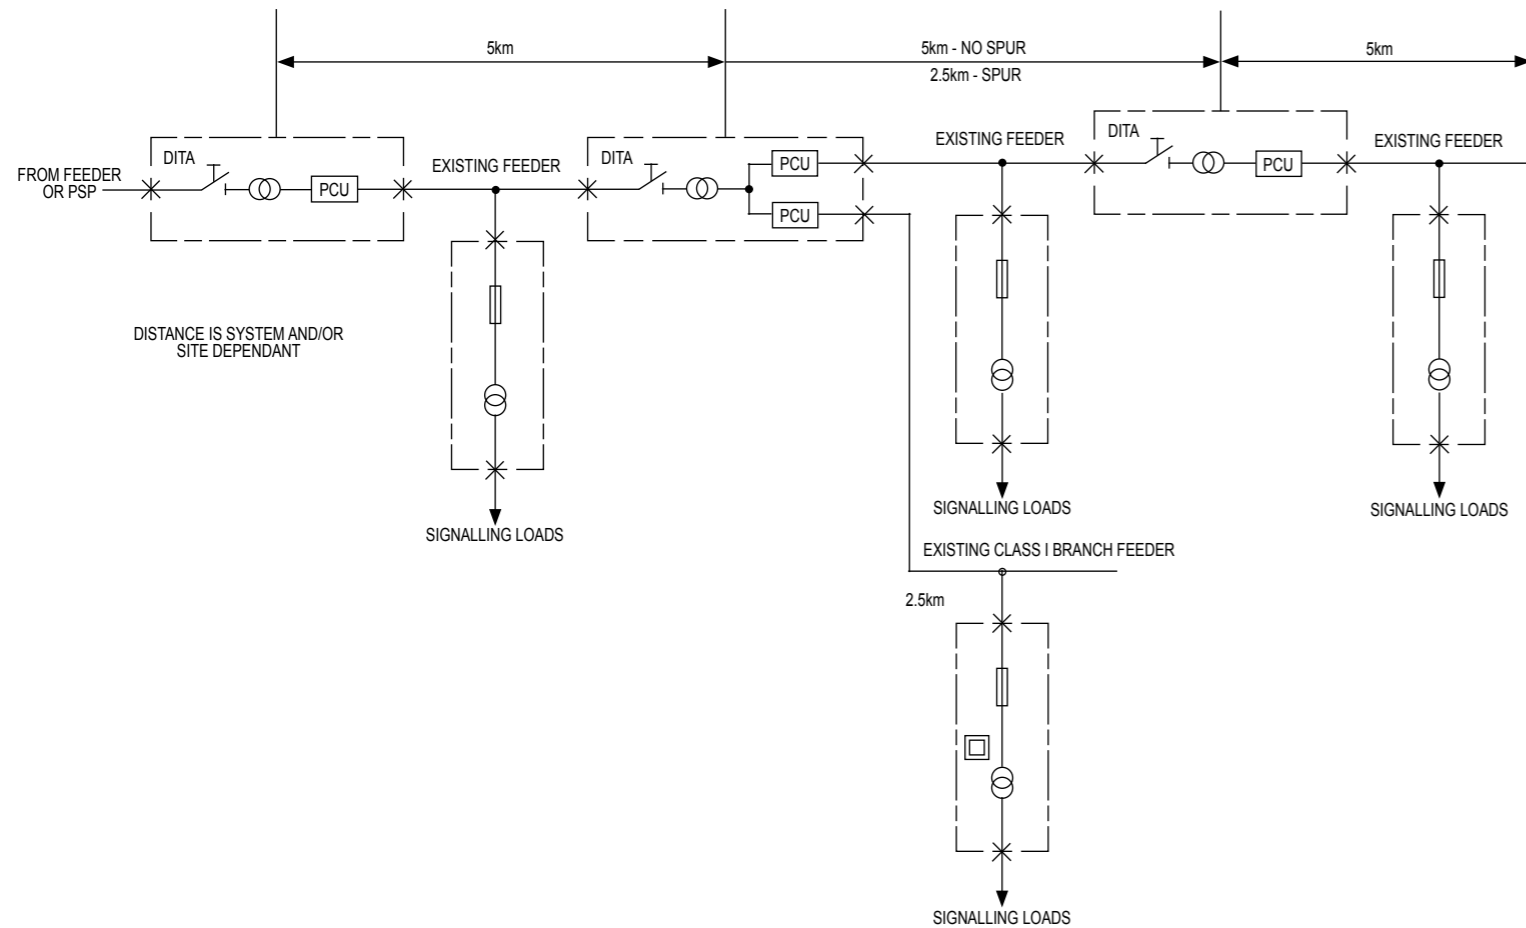 5km
5km - NO SPUR
5km
2.5km - SPUR
DITA
EXISTING FEEDER
DITA
PCU
EXISTING FEEDER
DITA
EXISTING FEEDER
FROM FEEDER
OR PSP
PCU
PCU
PCU
DISTANCE IS SYSTEM AND/OR
SITE DEPENDANT
SIGNALLING LOADS
SIGNALLING LOADS
SIGNALLING LOADS
EXISTING CLASS I BRANCH FEEDER
2.5km
SIGNALLING LOADS